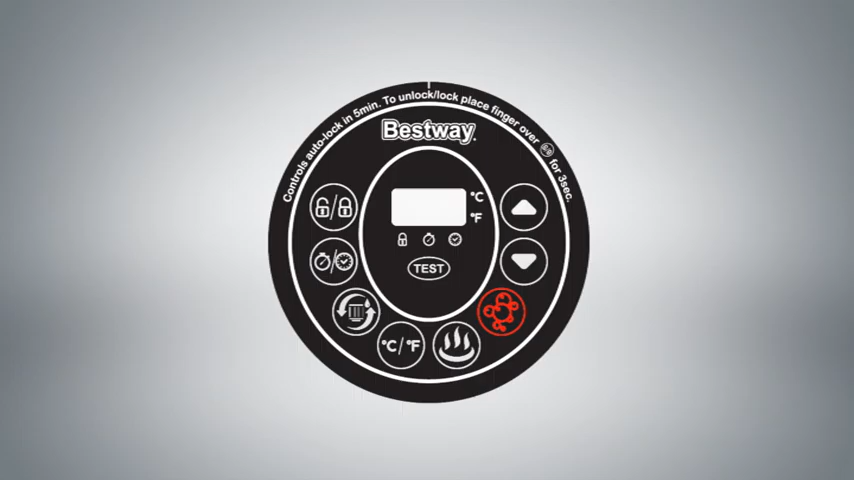 Controls auto-lock in 5min. To unlock/lock place finger over for 3sec.
Bestway
°C
°F
TEST
°C/°F